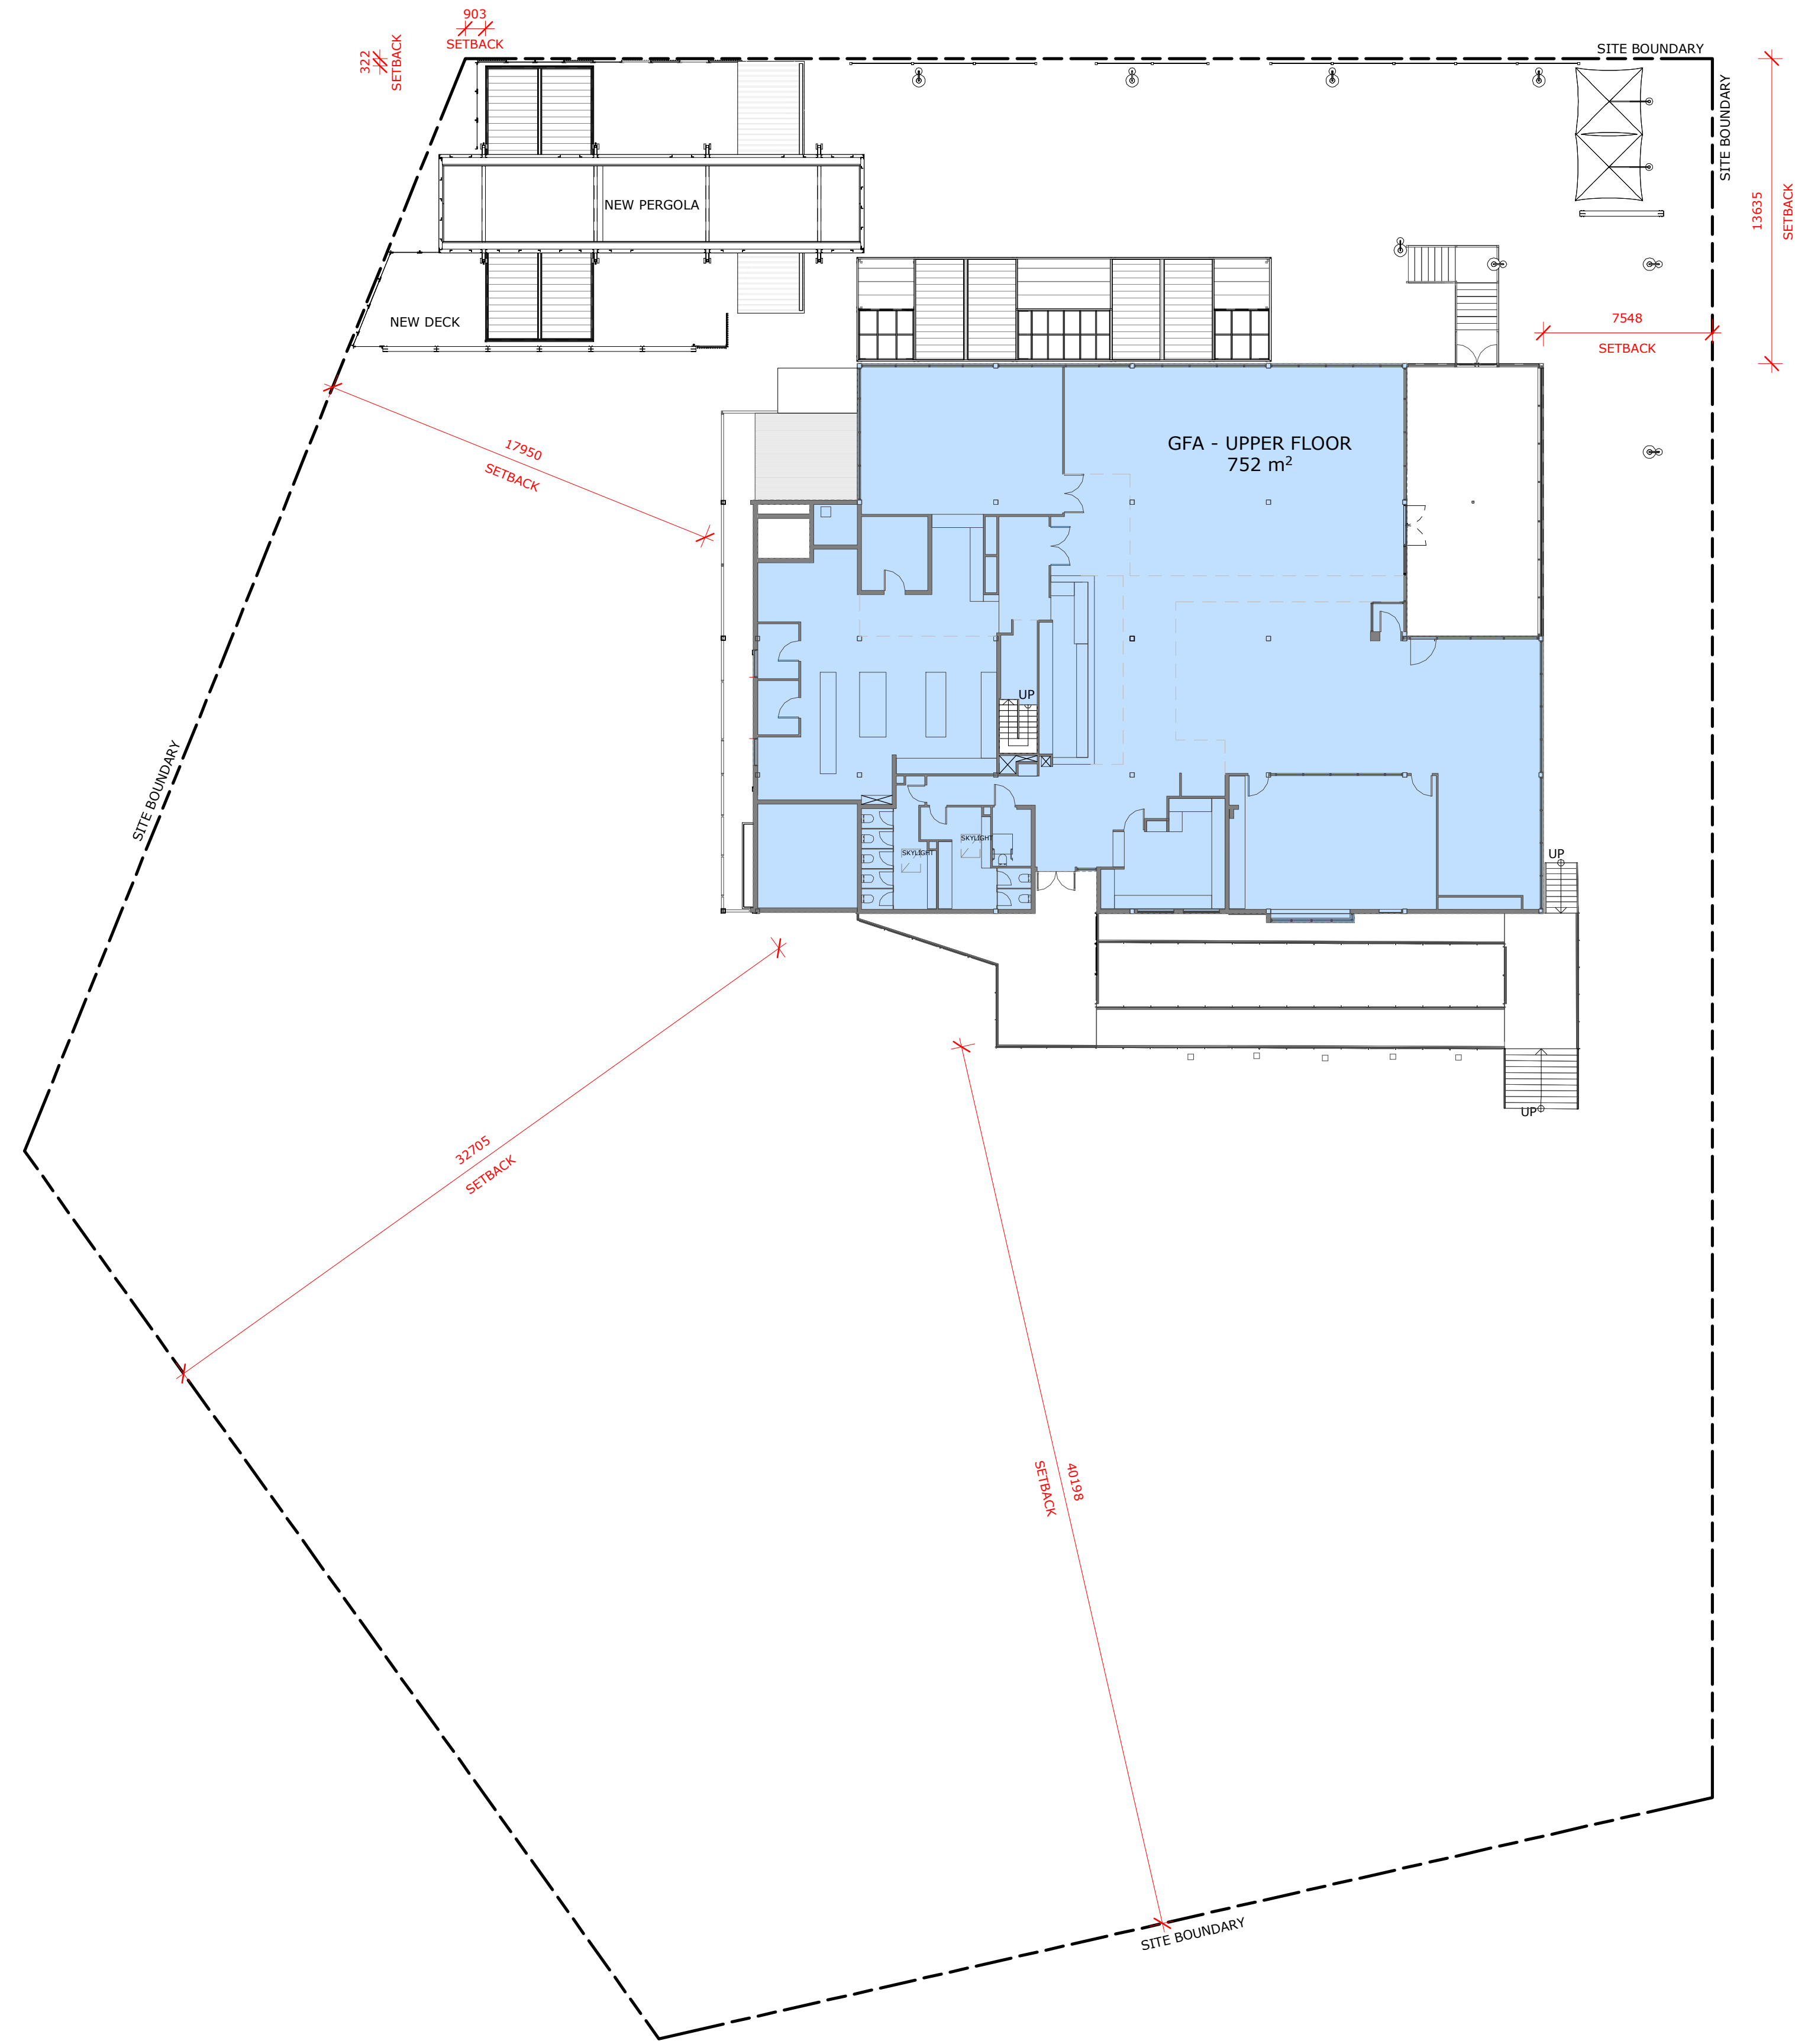 903
SETBACK
322
SETBACK
SITE BOUNDARY
SITE BOUNDARY
13635
SETBACK
NEW PERGOLA
NEW DECK
7548
SETBACK
17950
SETBACK
GFA - UPPER FLOOR
752 m²
UP
SITE BOUNDARY
SKYLIGHT
SKYLIGHT
UP
UP
32705
SETBACK
40198
SETBACK
SITE BOUNDARY